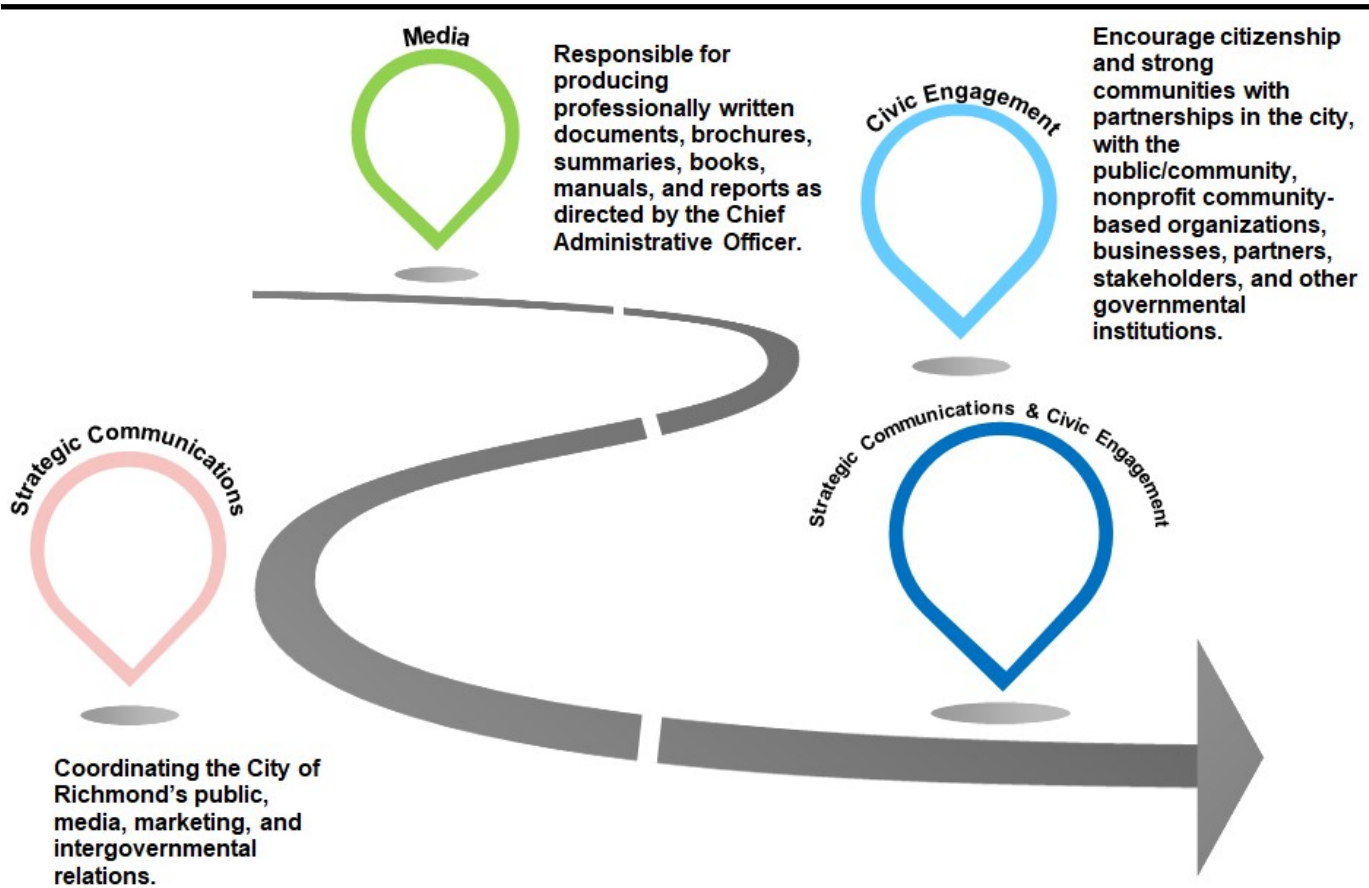 Media
Responsible for
producing
professionally written
documents, brochures,
summaries, books,
manuals, and reports as
directed by the Chief
Administrative Officer.
Civic Engagement
Encourage citizenship
and strong
communities with
partnerships in the city,
with the
public/community,
nonprofit community-
based organizations,
businesses, partners,
stakeholders, and other
governmental
institutions.
Strategic Communications
Coordinating the City of
Richmond’s public,
media, marketing, and
intergovernmental
relations.
Strategic Communications & Civic Engagement